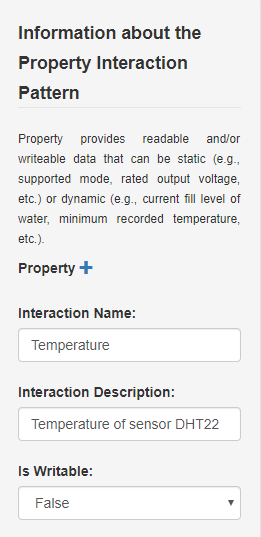 Information about the
Property Interaction
Pattern
Property provides readable and/or
writeable data that can be static (e.g.,
supported mode, rated output voltage,
etc.) or dynamic (e.g., current fill level of
water, minimum recorded temperature,
etc.).
Property +
Interaction Name:
Temperature
Interaction Description:
Temperature of sensor DHT22
Is Writable:
False